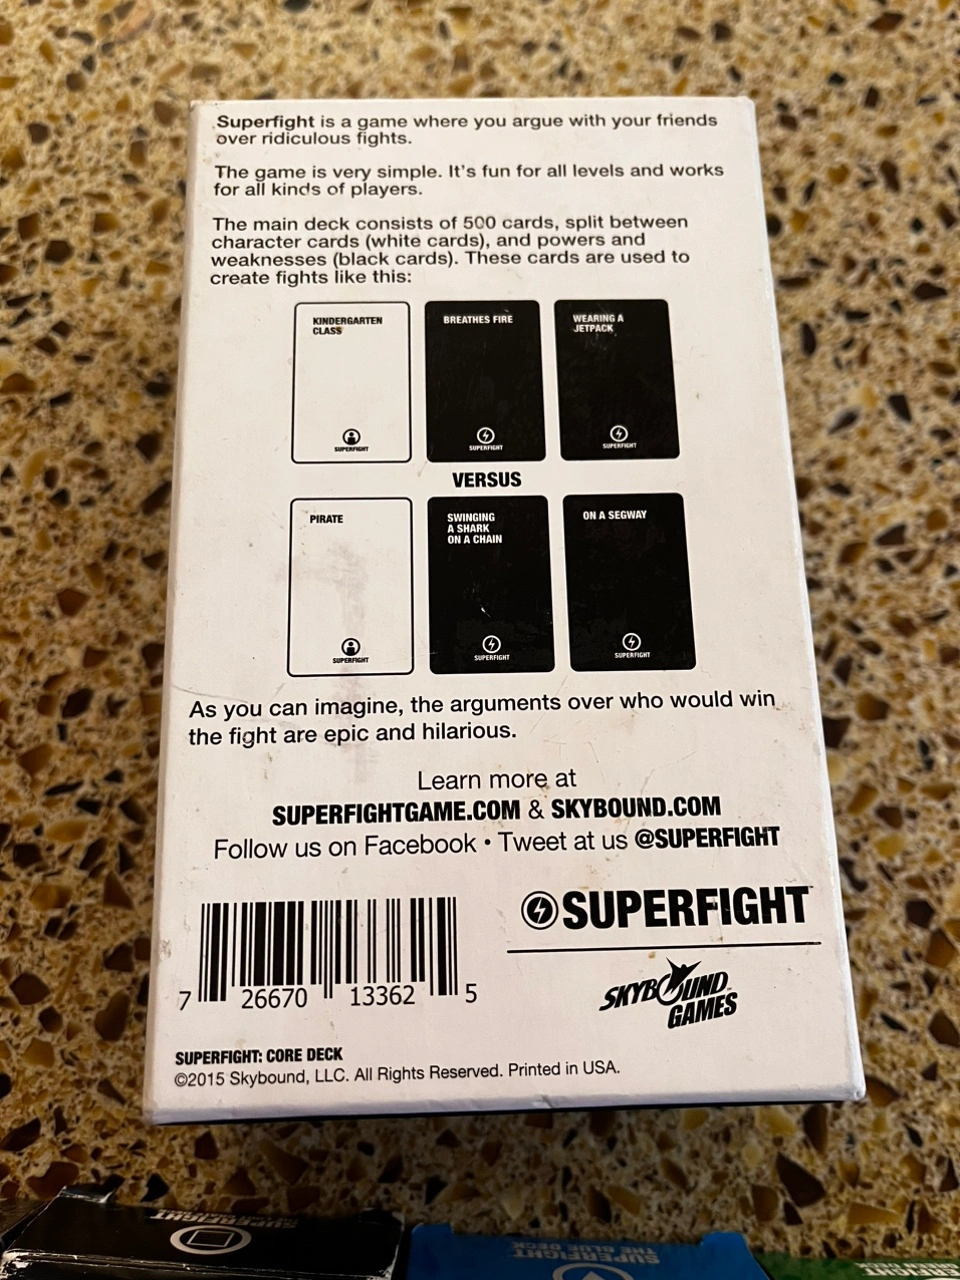 Superfight is a game where you argue with your friends
over ridiculous fights.
The game is very simple. It's fun for all levels and works
for all kinds of players.
The main deck consists of 500 cards, split between
character cards (white cards), and powers and
weaknesses (black cards). These cards are used to
create fights like this:
KINDERGARTEN
CLASS
SUPERFIGHT
BREATHES FIRE
SUPERFIGHT
WEARING A
JETPACK
SUPERFIGHT
VERSUS
PIRATE
SUPERFIGHT
SWINGING
A SHARK
ON A CHAIN
SUPERFIGHT
ON A SEGWAY
SUPERFIGHT
As you can imagine, the arguments over who would win
the fight are epic and hilarious.
Learn more at
SUPERFIGHTGAME.COM & SKYBOUND.COM
Follow us on Facebook • Tweet at us @SUPERFIGHT
7 26670 13362 5
SUPERFIGHT™
SKYBOUND
GAMES™
SUPERFIGHT: CORE DECK
©2015 Skybound, LLC. All Rights Reserved. Printed in USA.
SUPERFIGHT
SUPERFIGHT
THE BLUE DECK